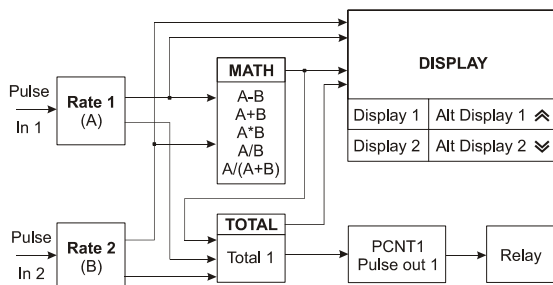 Pulse
In 1
Rate 1
(A)
MATH
A-B
A+B
A*B
A/B
A/(A+B)
DISPLAY
Display 1
Alt Display 1
Display 2
Alt Display 2
Pulse
In 2
Rate 2
(B)
TOTAL
Total 1
PCNT1
Pulse out 1
Relay